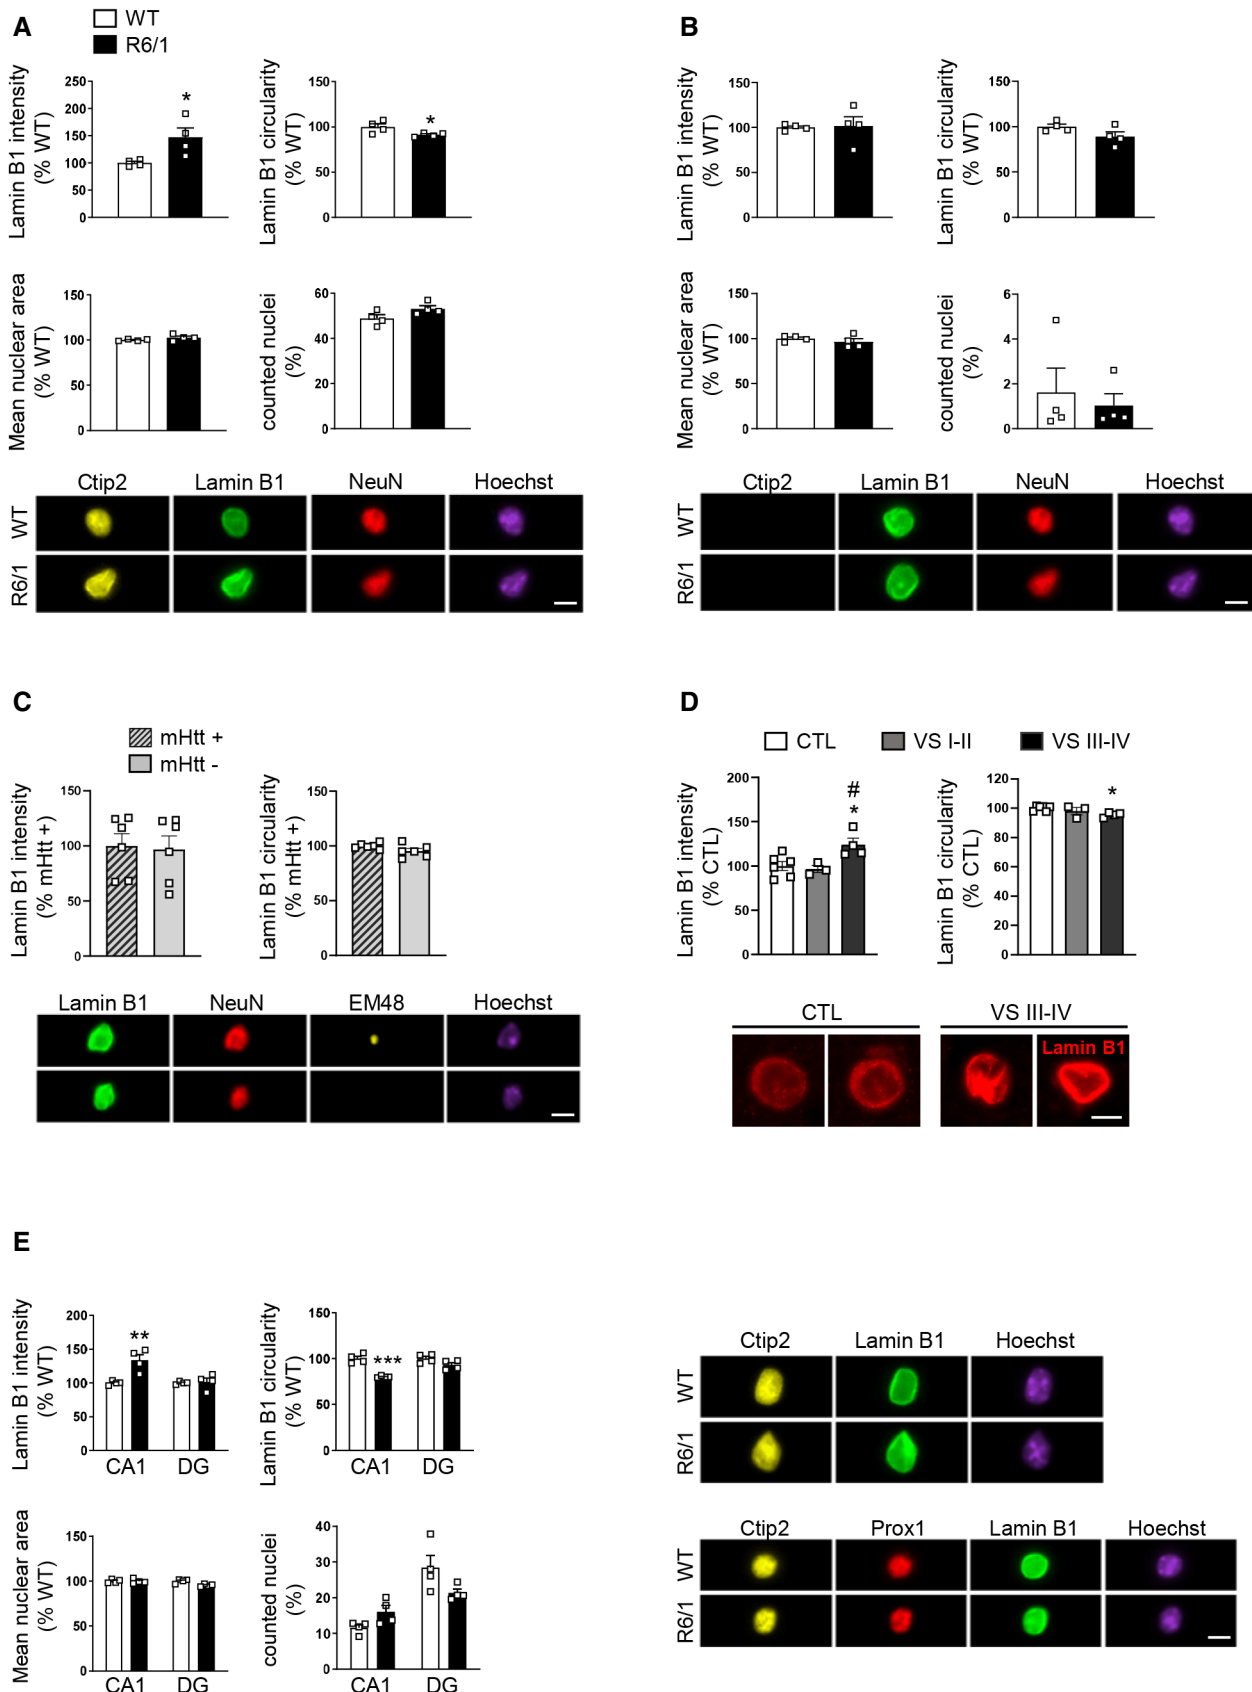 A
WT
R6/1
Lamin B1 intensity
(% WT)
250
200
150
100
50
0
*
Lamin B1 circularity
(% WT)
150
100
50
0
*
Mean nuclear area
(% WT)
150
100
50
0
counted nuclei
(%)
60
40
20
0
Ctip2 Lamin B1 NeuN Hoechst
WT
R6/1
B
Lamin B1 intensity
(% WT)
150
100
50
0
Lamin B1 circularity
(% WT)
150
100
50
0
Mean nuclear area
(% WT)
150
100
50
0
counted nuclei
(%)
6
4
2
0
Ctip2 Lamin B1 NeuN Hoechst
WT
R6/1
C
mHtt +
mHtt -
Lamin B1 intensity
(% mHtt +)
150
100
50
0
Lamin B1 circularity
(% mHtt +)
150
100
50
0
Lamin B1 NeuN EM48 Hoechst
D
CTL VS I-II VS III-IV
Lamin B1 intensity
(% CTL)
200
150
100
50
0
#
*
Lamin B1 circularity
(% CTL)
120
100
80
60
40
20
0
*
CTL VS III-IV
Lamin B1
E
Lamin B1 intensity
(% WT)
200
150
100
50
0
**
CA1 DG
Lamin B1 circularity
(% WT)
150
100
50
0
***
CA1 DG
Mean nuclear area
(% WT)
150
100
50
0
CA1 DG
counted nuclei
(%)
40
30
20
10
0
CA1 DG
Ctip2 Lamin B1 Hoechst
WT
R6/1
Ctip2 Prox1 Lamin B1 Hoechst
WT
R6/1